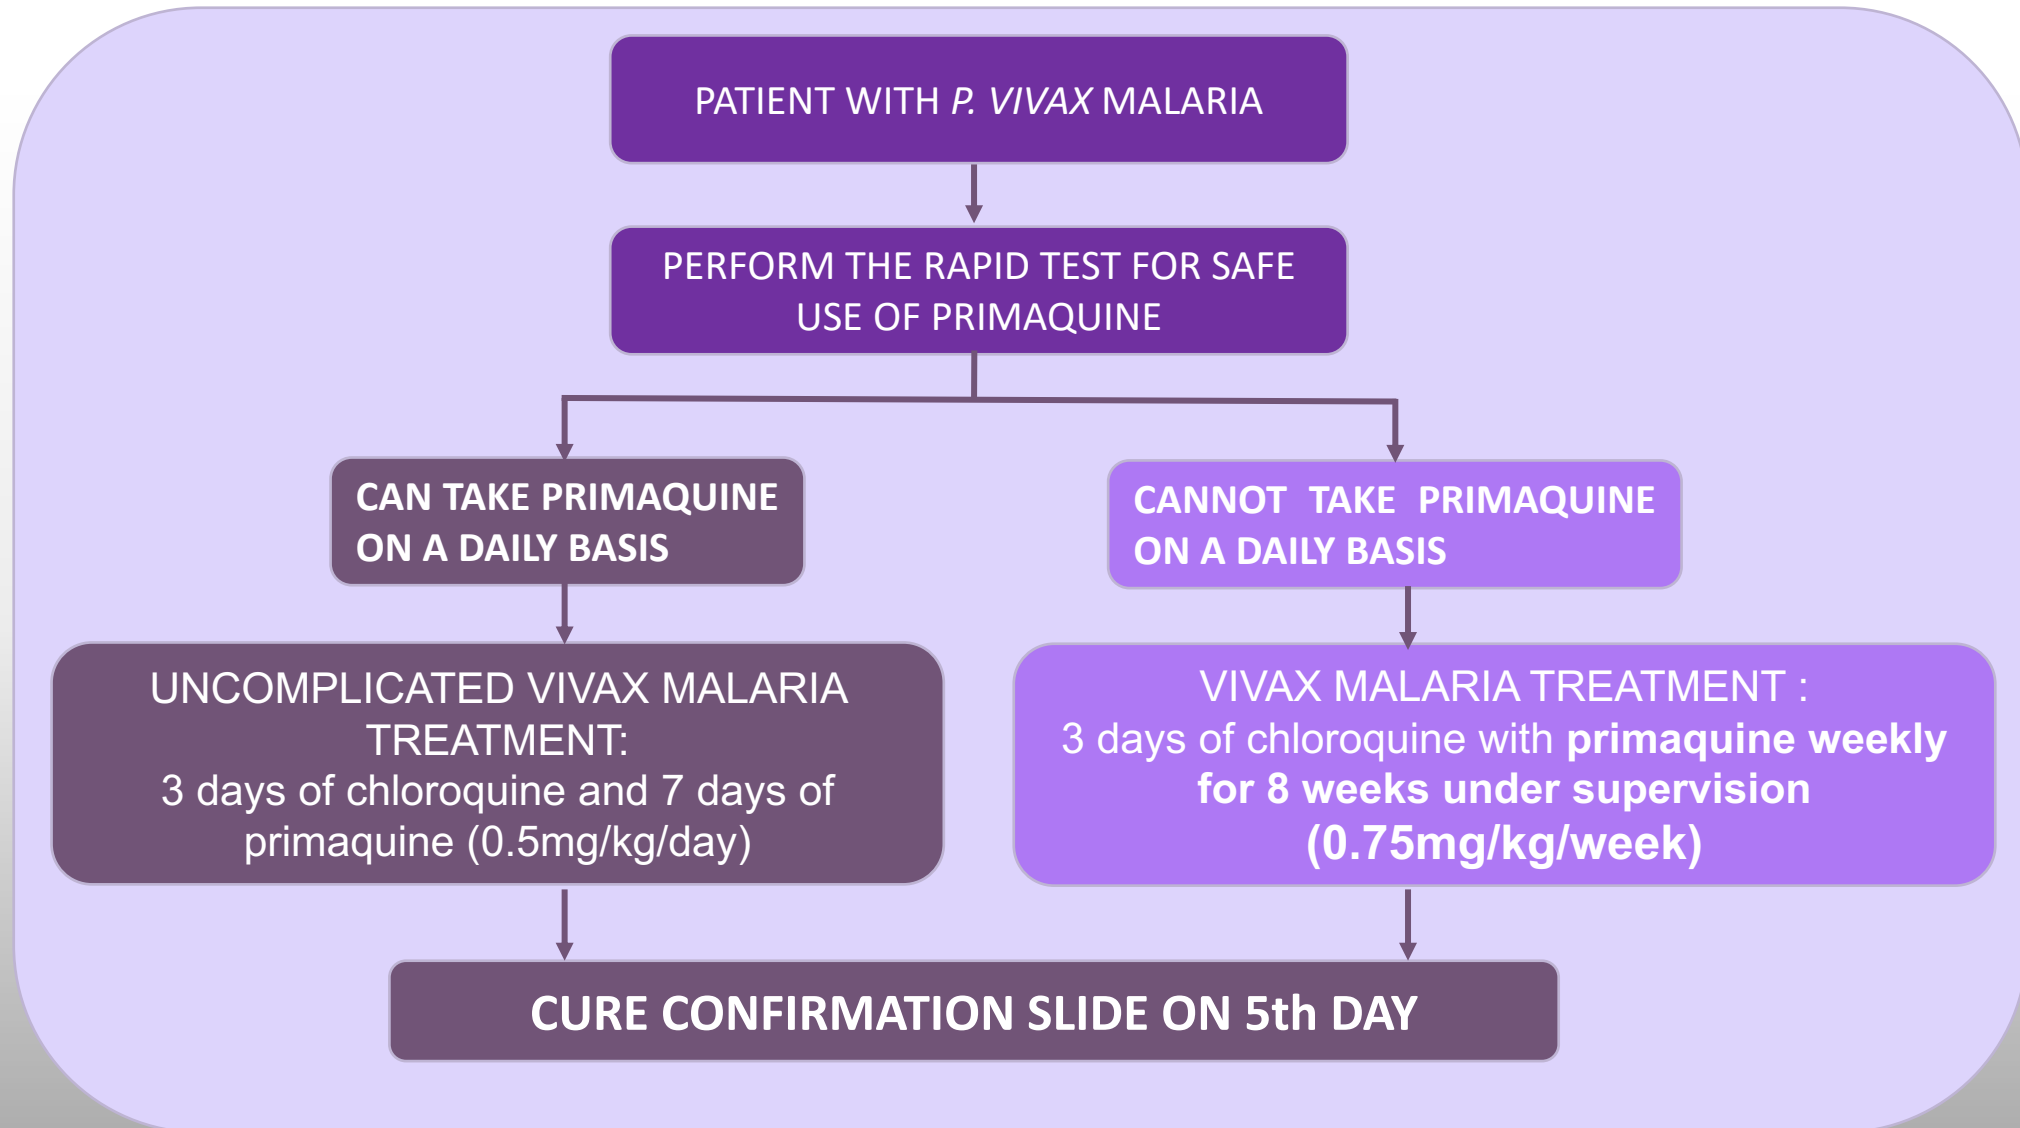 PATIENT WITH P. VIVAX MALARIA
PERFORM THE RAPID TEST FOR SAFE
USE OF PRIMAQUINE
CAN TAKE PRIMAQUINE
ON A DAILY BASIS
CANNOT TAKE PRIMAQUINE
ON A DAILY BASIS
UNCOMPLICATED VIVAX MALARIA
TREATMENT:
3 days of chloroquine and 7 days of
primaquine (0.5mg/kg/day)
VIVAX MALARIA TREATMENT :
3 days of chloroquine with primaquine weekly
for 8 weeks under supervision
(0.75mg/kg/week)
CURE CONFIRMATION SLIDE ON 5th DAY